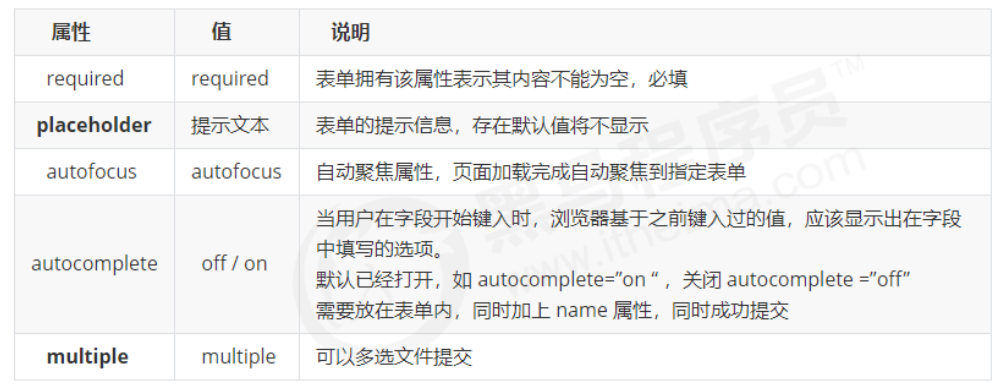 属性 值 说明
required required 表单拥有该属性表示其内容不能为空，必填
placeholder 提示文本 表单的提示信息，存在默认值将不显示
autofocus autofocus 自动聚焦属性，页面加载完成自动聚焦到指定表单
autocomplete off / on 当用户在字段开始键入时，浏览器基于之前键入过的值，应该显示出在字段
中填写的选项。
默认已经打开，如 autocomplete=”on “ ，关闭 autocomplete =”off”
需要放在表单内，同时加上 name 属性，同时成功提交
multiple multiple 可以多选文件提交
黑马程序员™
www.itheima.com